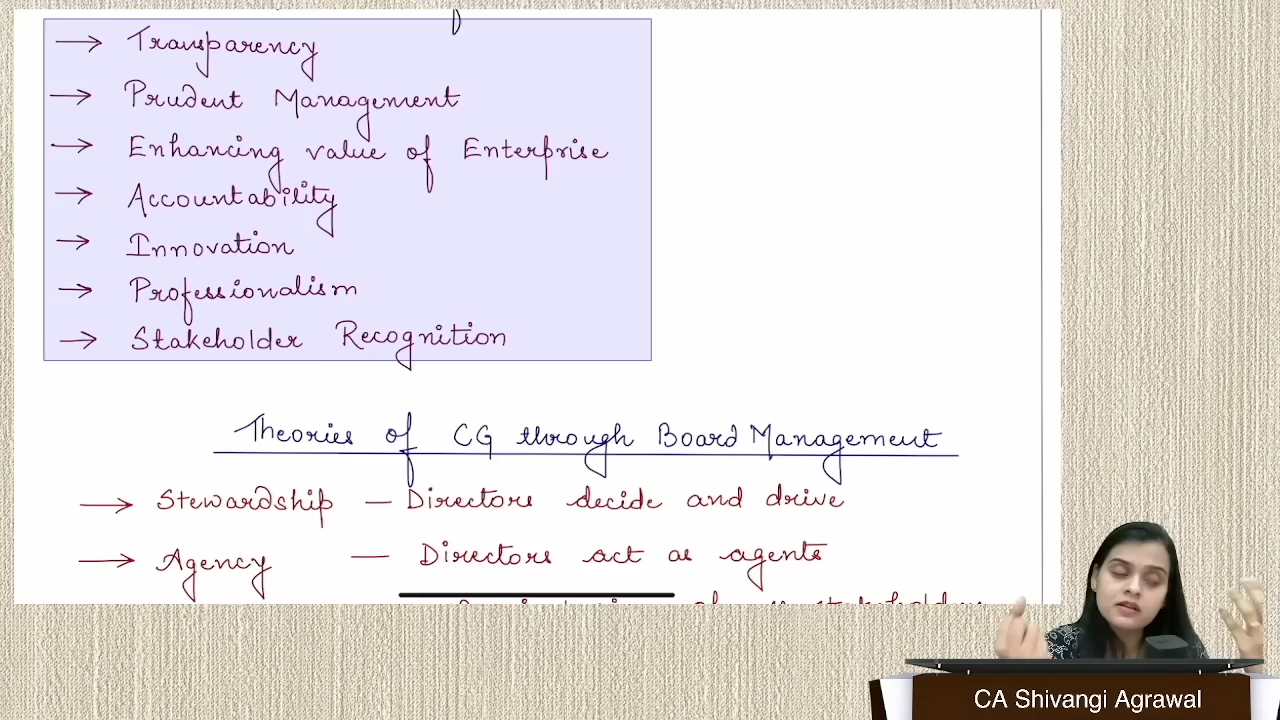 → Transparency
→ Prudent Management
→ Enhancing value of Enterprise
→ Accountability
→ Innovation
→ Professionalism
→ Stakeholder Recognition
Theories of CG through Board Management
→ Stewardship — Directors decide and drive
→ Agency — Directors act as agents
CA Shivangi Agrawal